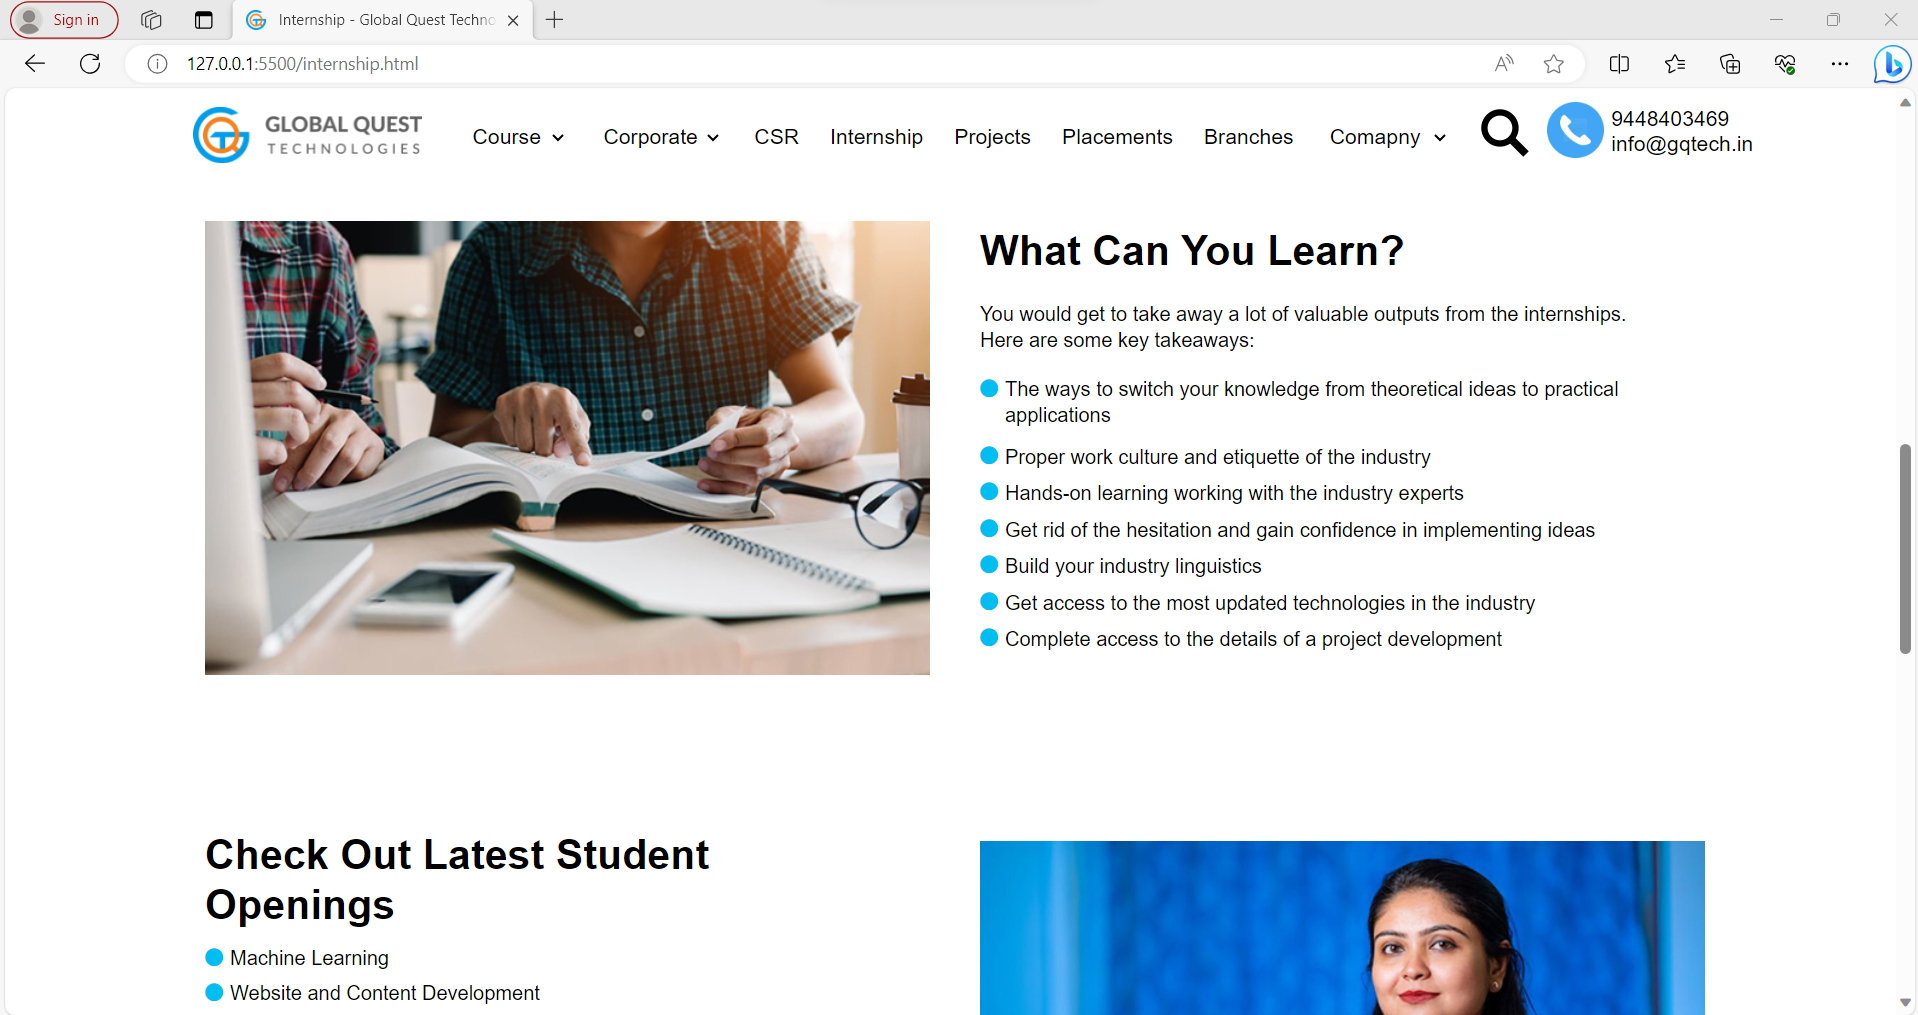 Sign in
Internship - Global Quest Techno
127.0.0.1:5500/internship.html
GLOBAL QUEST
TECHNOLOGIES
Course
Corporate
CSR
Internship
Projects
Placements
Branches
Comapny
9448403469
info@gqtech.in
What Can You Learn?
You would get to take away a lot of valuable outputs from the internships.
Here are some key takeaways:
The ways to switch your knowledge from theoretical ideas to practical
applications
Proper work culture and etiquette of the industry
Hands-on learning working with the industry experts
Get rid of the hesitation and gain confidence in implementing ideas
Build your industry linguistics
Get access to the most updated technologies in the industry
Complete access to the details of a project development
Check Out Latest Student
Openings
Machine Learning
Website and Content Development